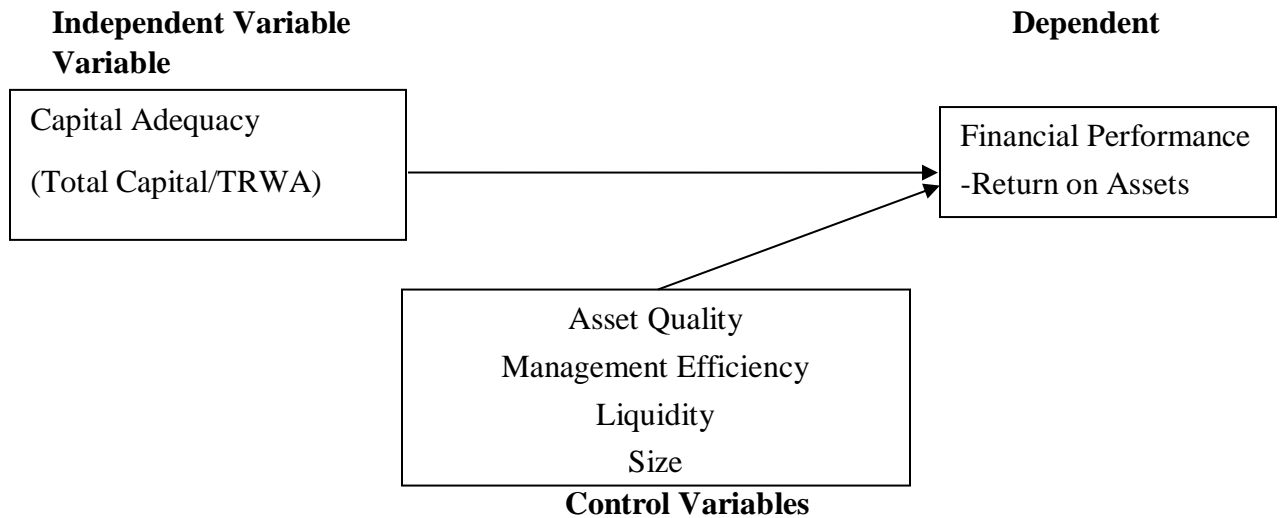 Independent Variable Dependent
Variable
Capital Adequacy
(Total Capital/TRWA)
Financial Performance
-Return on Assets
Asset Quality
Management Efficiency
Liquidity
Size
Control Variables